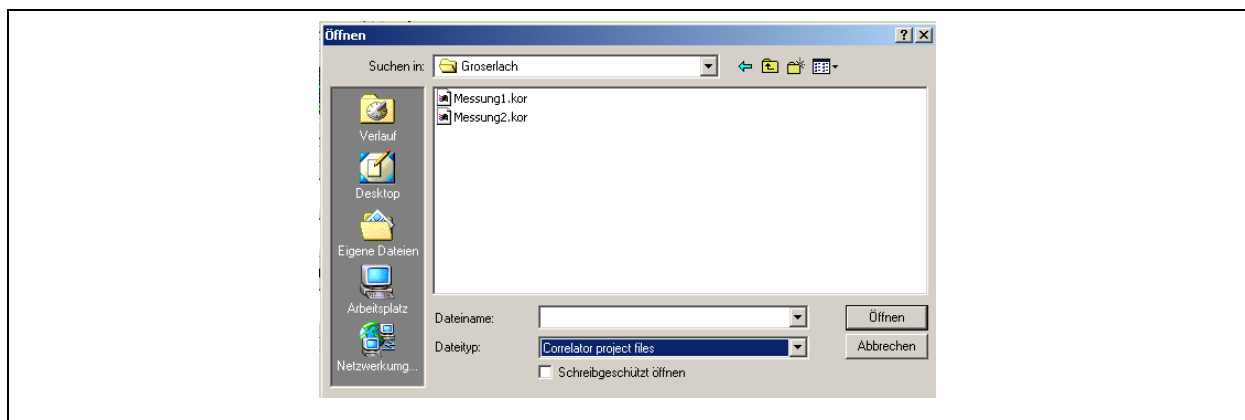 Öffnen
Suchen in: Groserlach
Messung1.kor
Messung2.kor
Verlauf
Desktop
Eigene Dateien
Arbeitsplatz
Netzwerkumg...
Dateiname: Öffnen
Dateityp: Correlator project files Abbrechen
Schreibgeschützt öffnen